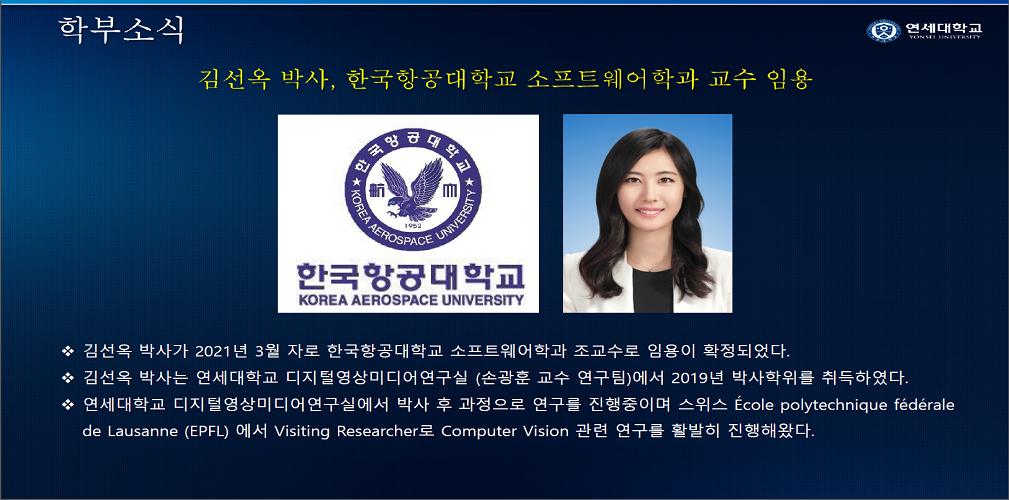 학부소식
연세대학교
YONSEI UNIVERSITY
김선옥 박사, 한국항공대학교 소프트웨어학과 교수 임용
한국항공대학교
航 空
KOREA AEROSPACE UNIVERSITY
1952
한국항공대학교
KOREA AEROSPACE UNIVERSITY
❖ 김선옥 박사가 2021년 3월 자로 한국항공대학교 소프트웨어학과 조교수로 임용이 확정되었다.
❖ 김선옥 박사는 연세대학교 디지털영상미디어연구실 (손광훈 교수 연구팀)에서 2019년 박사학위를 취득하였다.
❖ 연세대학교 디지털영상미디어연구실에서 박사 후 과정으로 연구를 진행중이며 스위스 École polytechnique fédérale
de Lausanne (EPFL) 에서 Visiting Researcher로 Computer Vision 관련 연구를 활발히 진행해왔다.